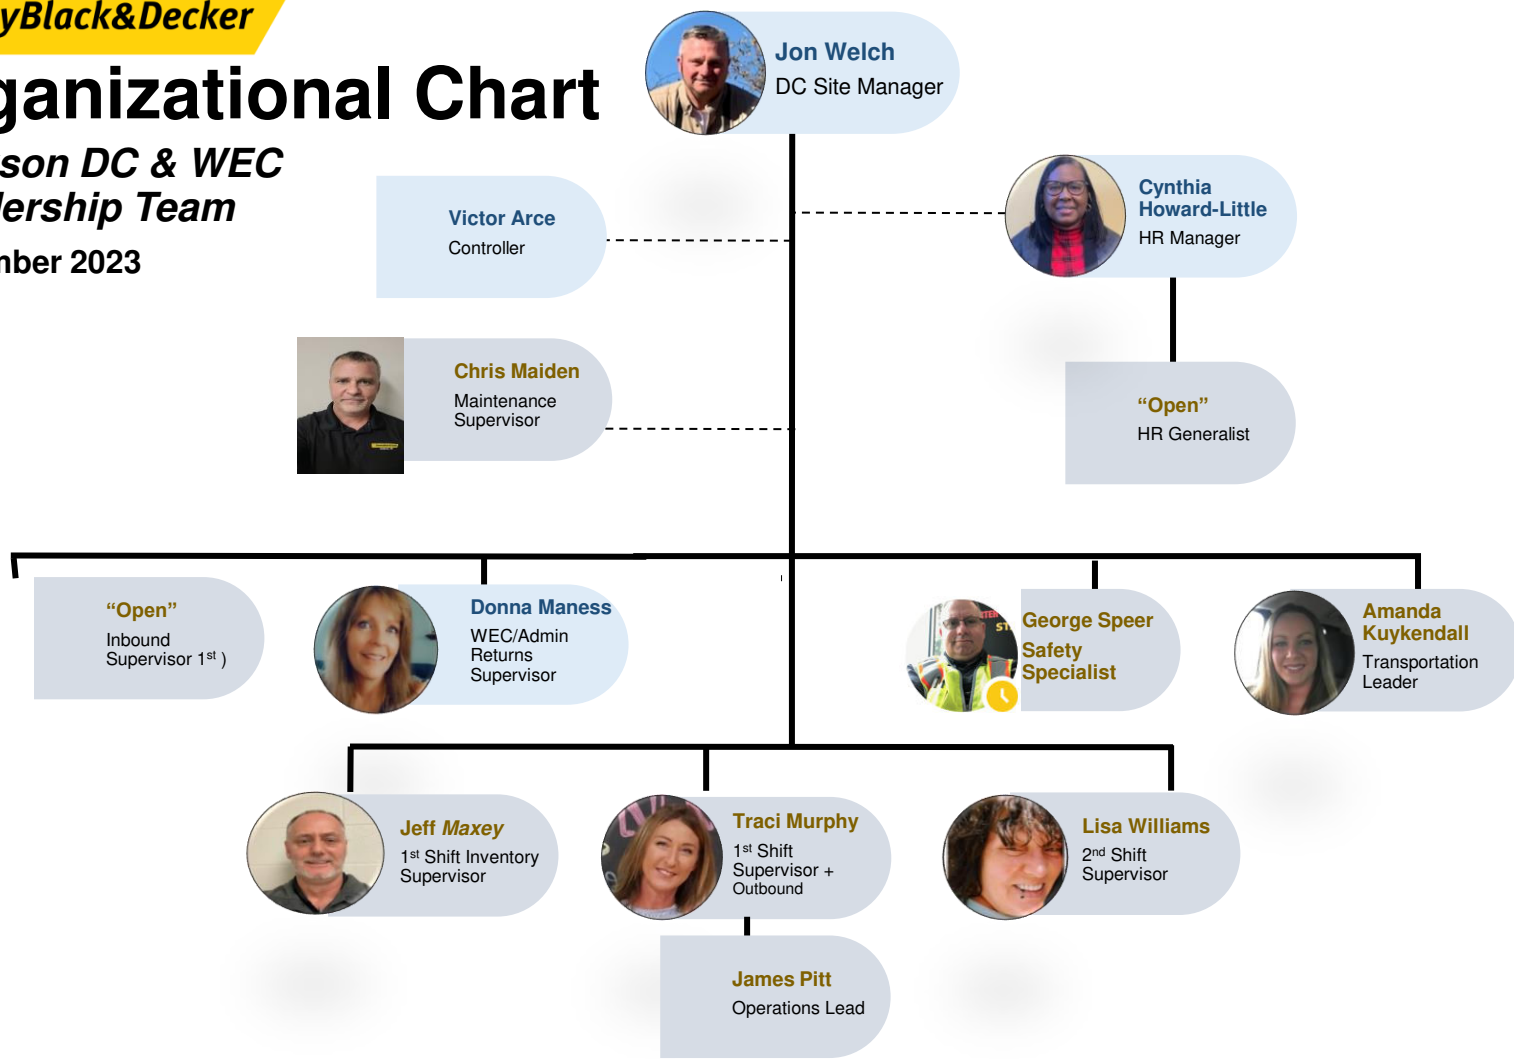 yBlack&Decker
ganizational Chart
son DC & WEC
dership Team
mber 2023
Jon Welch
DC Site Manager
Cynthia
Howard-Little
HR Manager
Victor Arce
Controller
Chris Maiden
Maintenance
Supervisor
“Open”
HR Generalist
“Open”
Inbound
Supervisor 1st )
Donna Maness
WEC/Admin
Returns
Supervisor
George Speer
Safety
Specialist
Amanda
Kuykendall
Transportation
Leader
Jeff Maxey
1st Shift Inventory
Supervisor
Traci Murphy
1st Shift
Supervisor +
Outbound
Lisa Williams
2nd Shift
Supervisor
James Pitt
Operations Lead